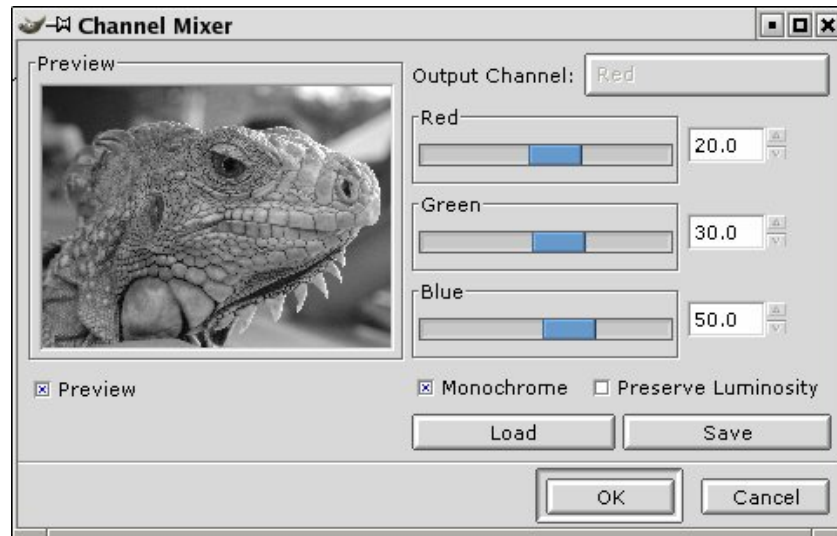 Channel Mixer
Preview
Output Channel: Red
Red
20.0
Green
30.0
Blue
50.0
Preview
Monochrome
Preserve Luminosity
Load
Save
OK
Cancel